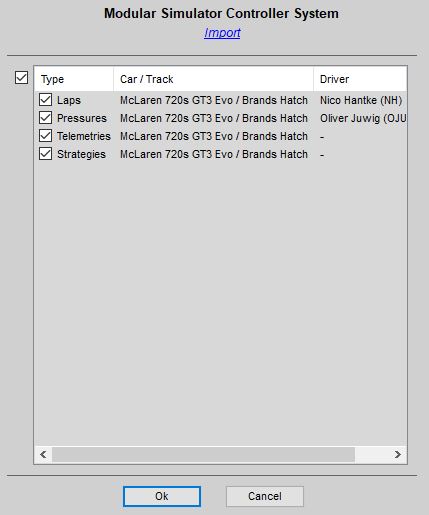 Modular Simulator Controller System
Import
Type Car / Track Driver
Laps McLaren 720s GT3 Evo / Brands Hatch Nico Hantke (NH)
Pressures McLaren 720s GT3 Evo / Brands Hatch Oliver Juwig (OJU
Telemetries McLaren 720s GT3 Evo / Brands Hatch -
Strategies McLaren 720s GT3 Evo / Brands Hatch -
Ok Cancel